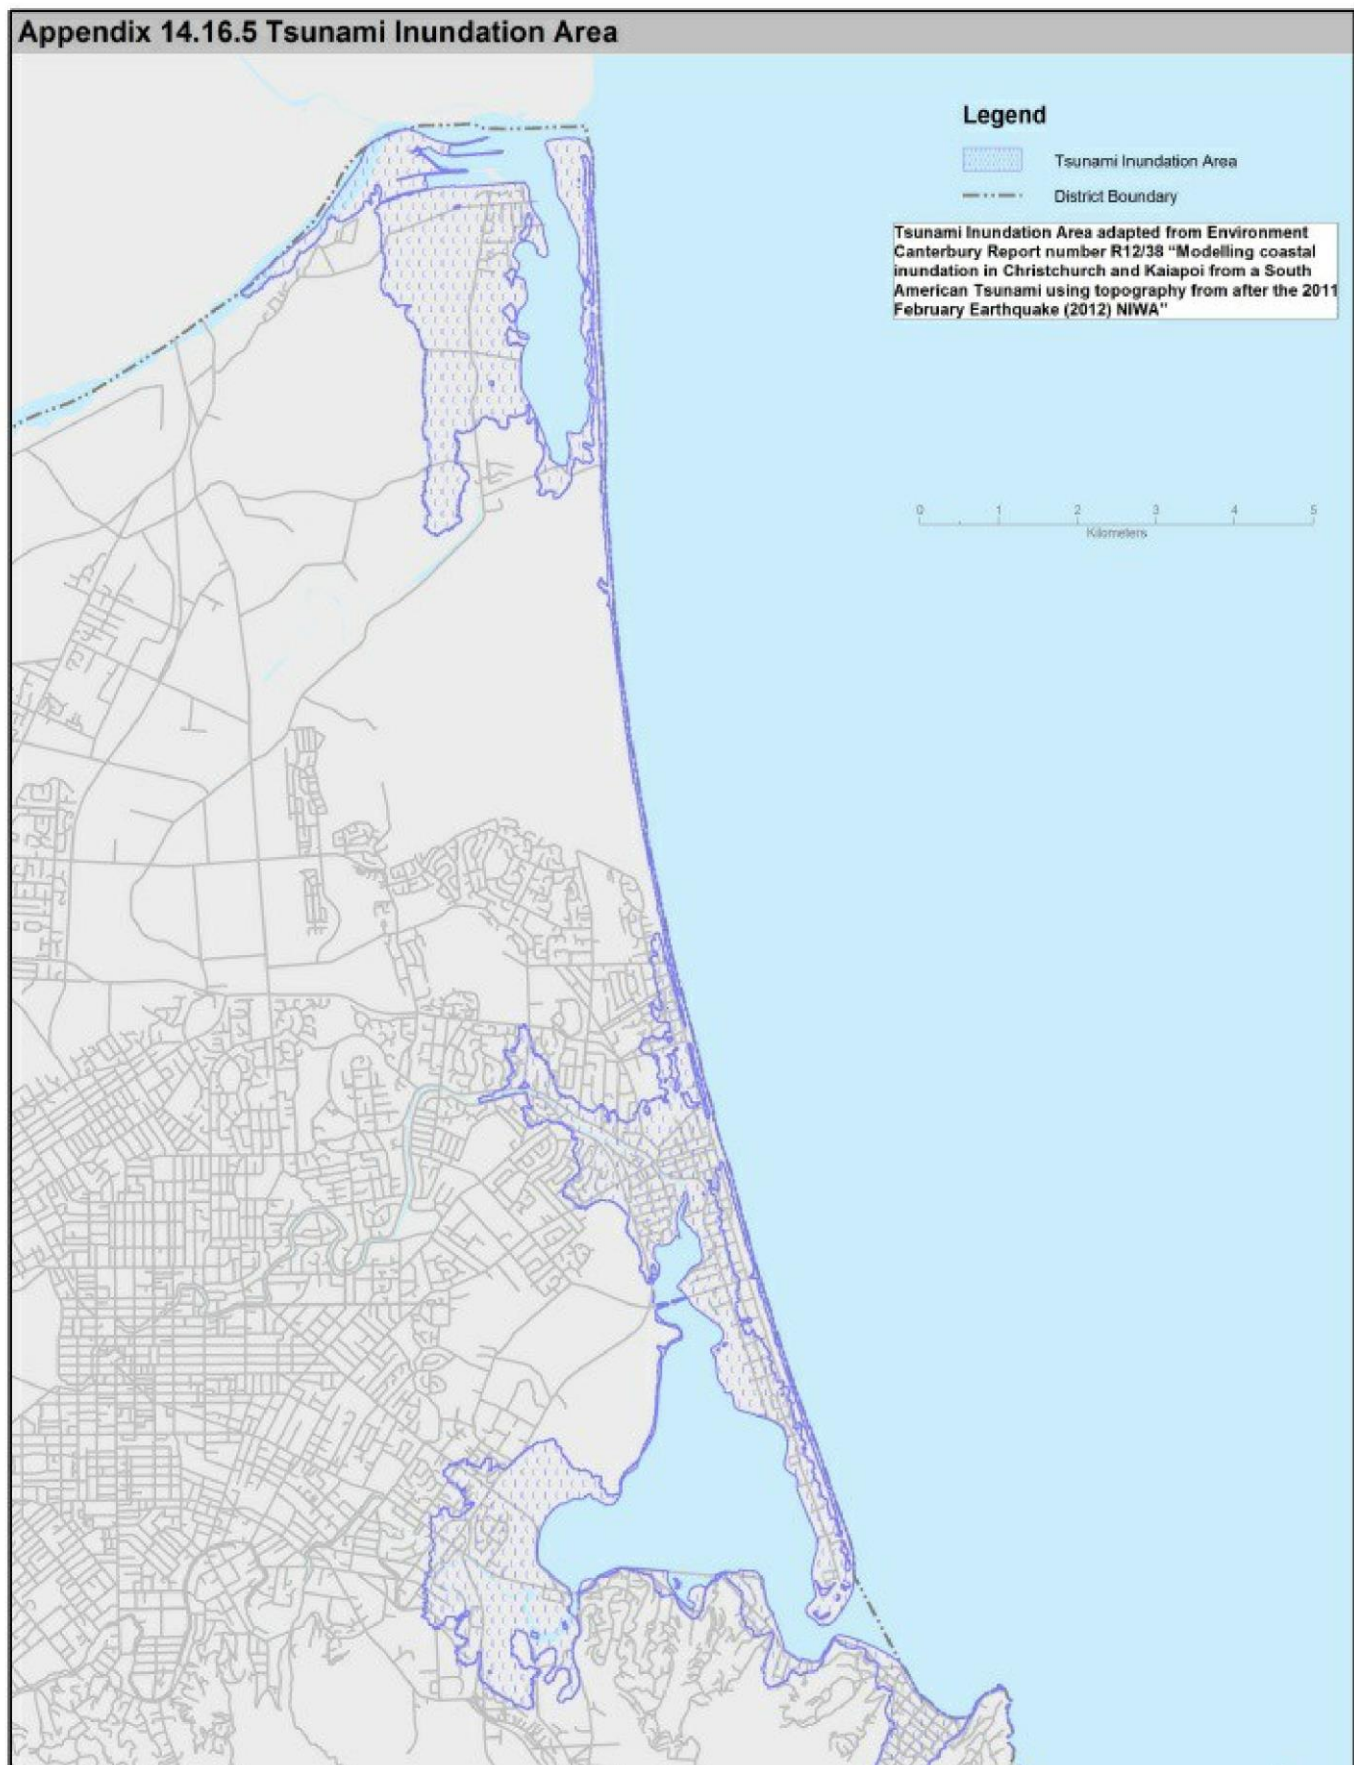 Appendix 14.16.5 Tsunami Inundation Area
Legend
Tsunami Inundation Area
District Boundary
Tsunami Inundation Area adapted from Environment
Canterbury Report number R12/38 “Modelling coastal
inundation in Christchurch and Kaiapoi from a South
American Tsunami using topography from after the 2011
February Earthquake (2012) NIWA”
0 1 2 3 4 5
Kilometers